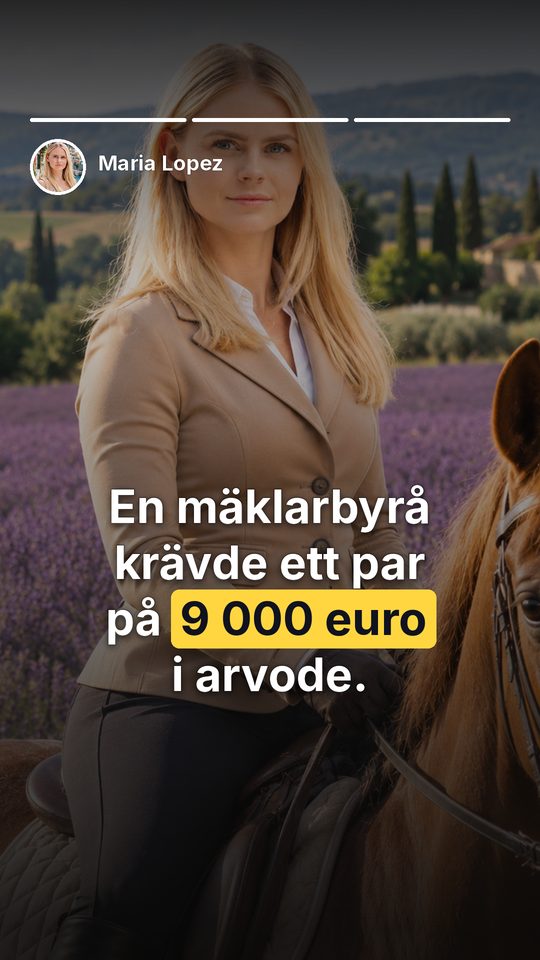 Maria Lopez
En mäklarbyrå
krävde ett par
på 9 000 euro
i arvode.